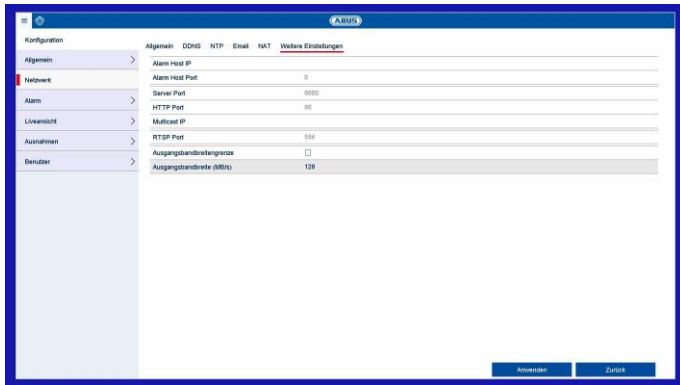 ABUS
Konfiguration
Allgemein DDNS NTP Email NAT Weitere Einstellungen
Allgemein
Netzwerk
Alarm
Liveansicht
Ausnahmen
Benutzer
Alarm Host IP
Alarm Host Port 0
Server Port 8000
HTTP Port 80
Multicast IP
RTSP Port 554
Ausgangsbandbreitengrenze
Ausgangsbandbreite (MB/s) 128
Anwenden Zurück